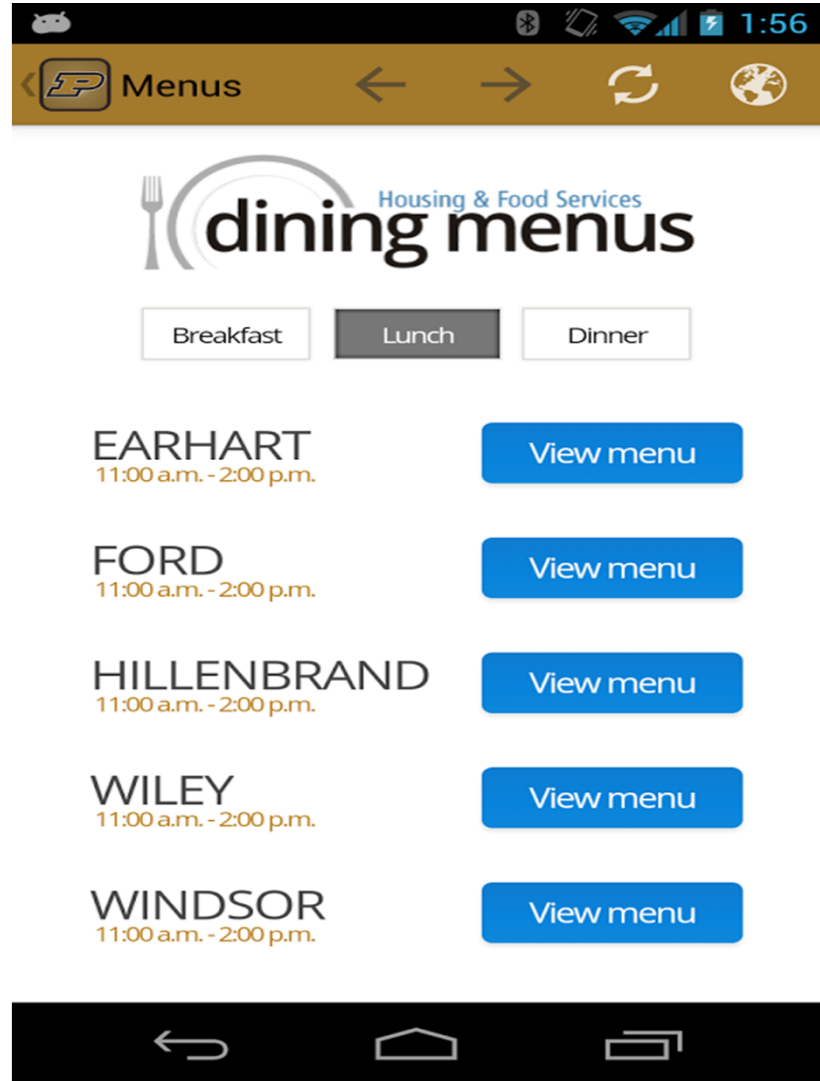 1:56
Menus
Housing & Food Services
dining menus
Breakfast Lunch Dinner
EARHART View menu
11:00 a.m. - 2:00 p.m.
FORD View menu
11:00 a.m. - 2:00 p.m.
HILLENBRAND View menu
11:00 a.m. - 2:00 p.m.
WILEY View menu
11:00 a.m. - 2:00 p.m.
WINDSOR View menu
11:00 a.m. - 2:00 p.m.